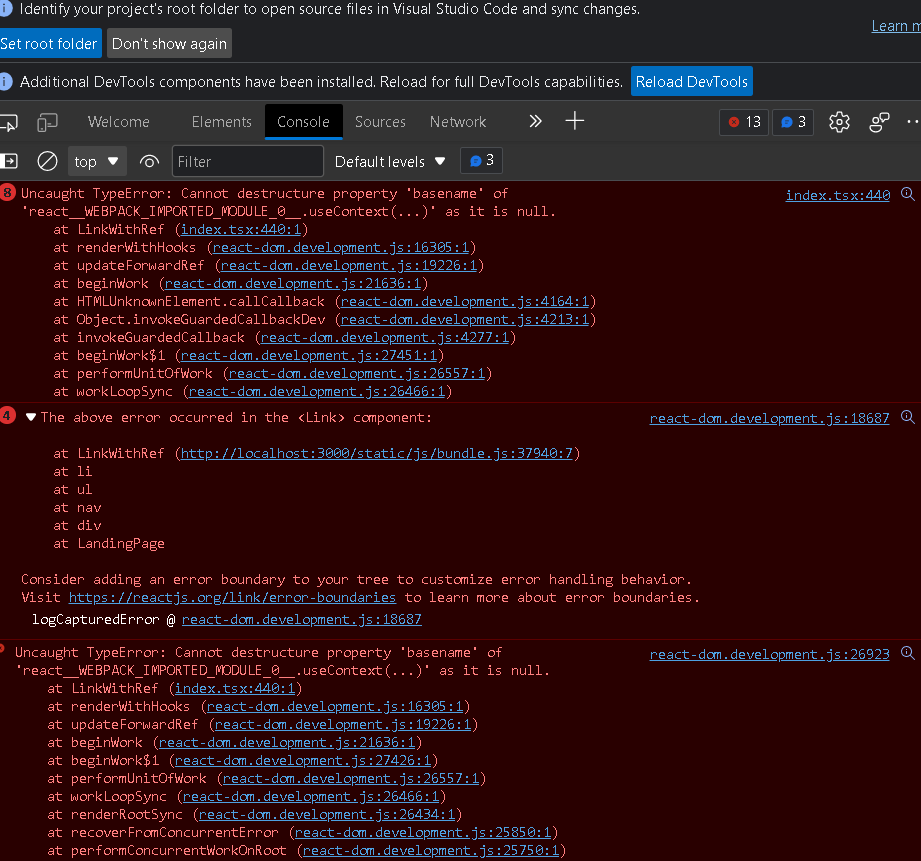 Identify your project's root folder to open source files in Visual Studio Code and sync changes.
Learn m
Set root folder Don't show again
Additional DevTools components have been installed. Reload for full DevTools capabilities. Reload DevTools
Welcome Elements Console Sources Network 13 3
top Filter Default levels 3
8 Uncaught TypeError: Cannot destructure property 'basename' of index.tsx:440
'react__WEBPACK_IMPORTED_MODULE_0__.useContext(...)' as it is null.
at LinkWithRef (index.tsx:440:1)
at renderWithHooks (react-dom.development.js:16305:1)
at updateForwardRef (react-dom.development.js:19226:1)
at beginWork (react-dom.development.js:21636:1)
at HTMLUnknownElement.callCallback (react-dom.development.js:4164:1)
at Object.invokeGuardedCallbackDev (react-dom.development.js:4213:1)
at invokeGuardedCallback (react-dom.development.js:4277:1)
at beginWork$1 (react-dom.development.js:27451:1)
at performUnitOfWork (react-dom.development.js:26557:1)
at workLoopSync (react-dom.development.js:26466:1)
4 The above error occurred in the <Link> component: react-dom.development.js:18687
at LinkWithRef (http://localhost:3000/static/js/bundle.js:37940:7)
at li
at ul
at nav
at div
at LandingPage
Consider adding an error boundary to your tree to customize error handling behavior.
Visit https://reactjs.org/link/error-boundaries to learn more about error boundaries.
logCapturedError @ react-dom.development.js:18687
Uncaught TypeError: Cannot destructure property 'basename' of react-dom.development.js:26923
'react__WEBPACK_IMPORTED_MODULE_0__.useContext(...)' as it is null.
at LinkWithRef (index.tsx:440:1)
at renderWithHooks (react-dom.development.js:16305:1)
at updateForwardRef (react-dom.development.js:19226:1)
at beginWork (react-dom.development.js:21636:1)
at beginWork$1 (react-dom.development.js:27426:1)
at performUnitOfWork (react-dom.development.js:26557:1)
at workLoopSync (react-dom.development.js:26466:1)
at renderRootSync (react-dom.development.js:26434:1)
at recoverFromConcurrentError (react-dom.development.js:25850:1)
at performConcurrentWorkOnRoot (react-dom.development.js:25750:1)